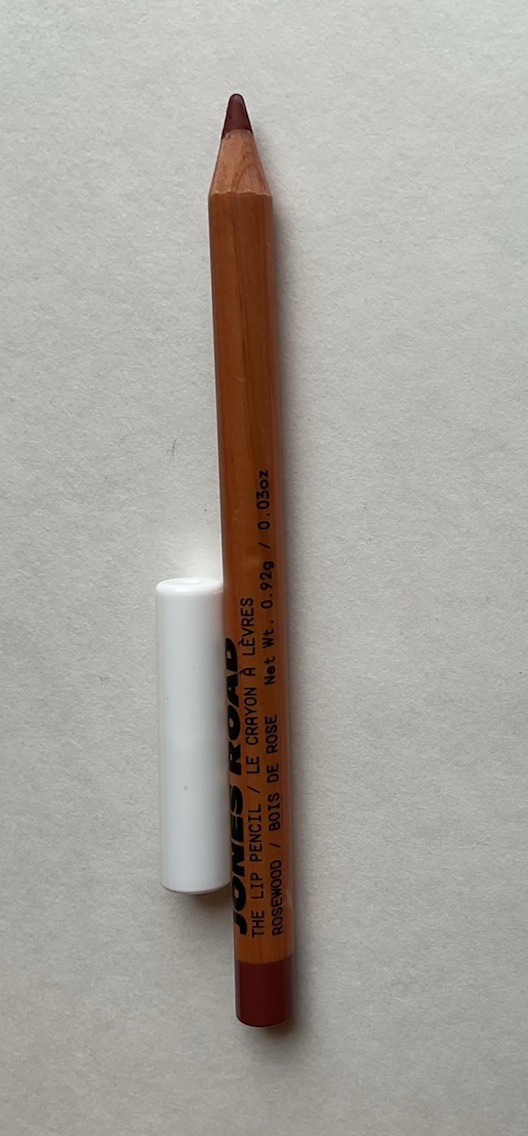 JONES ROAD
THE LIP PENCIL / LE CRAYON À LÈVRES
ROSEWOOD / BOIS DE ROSE Net Wt. 0.92g / 0.03oz